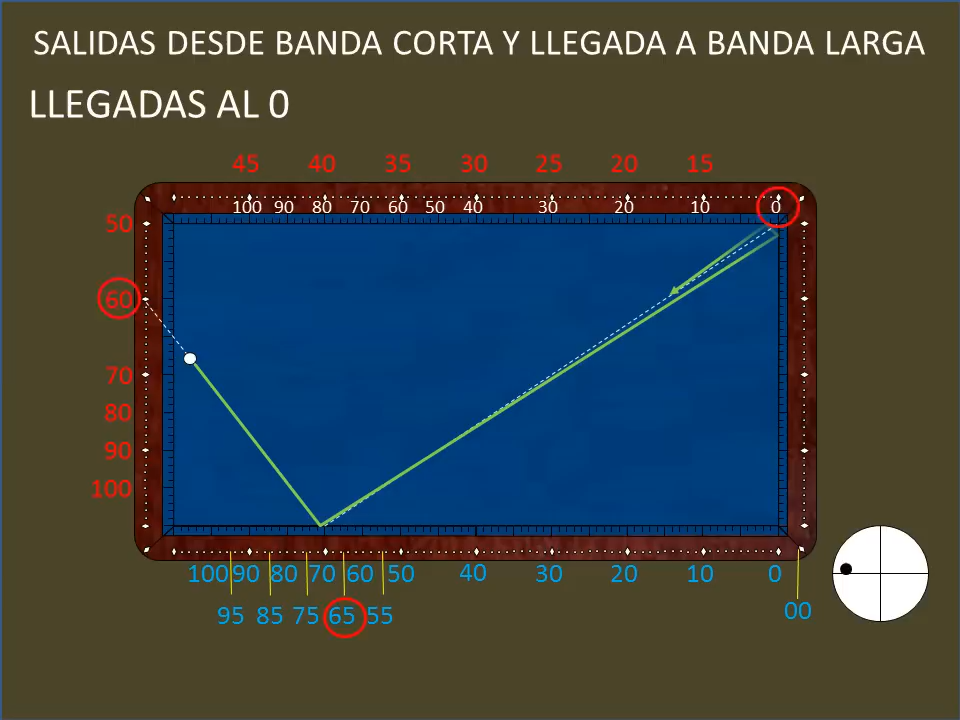 SALIDAS DESDE BANDA CORTA Y LLEGADA A BANDA LARGA
LLEGADAS AL 0
45 40 35 30 25 20 15
100 90 80 70 60 50 40 30 20 10 0
50
60
70
80
90
100
100 90 80 70 60 50 40 30 20 10 0
95 85 75 65 55 00